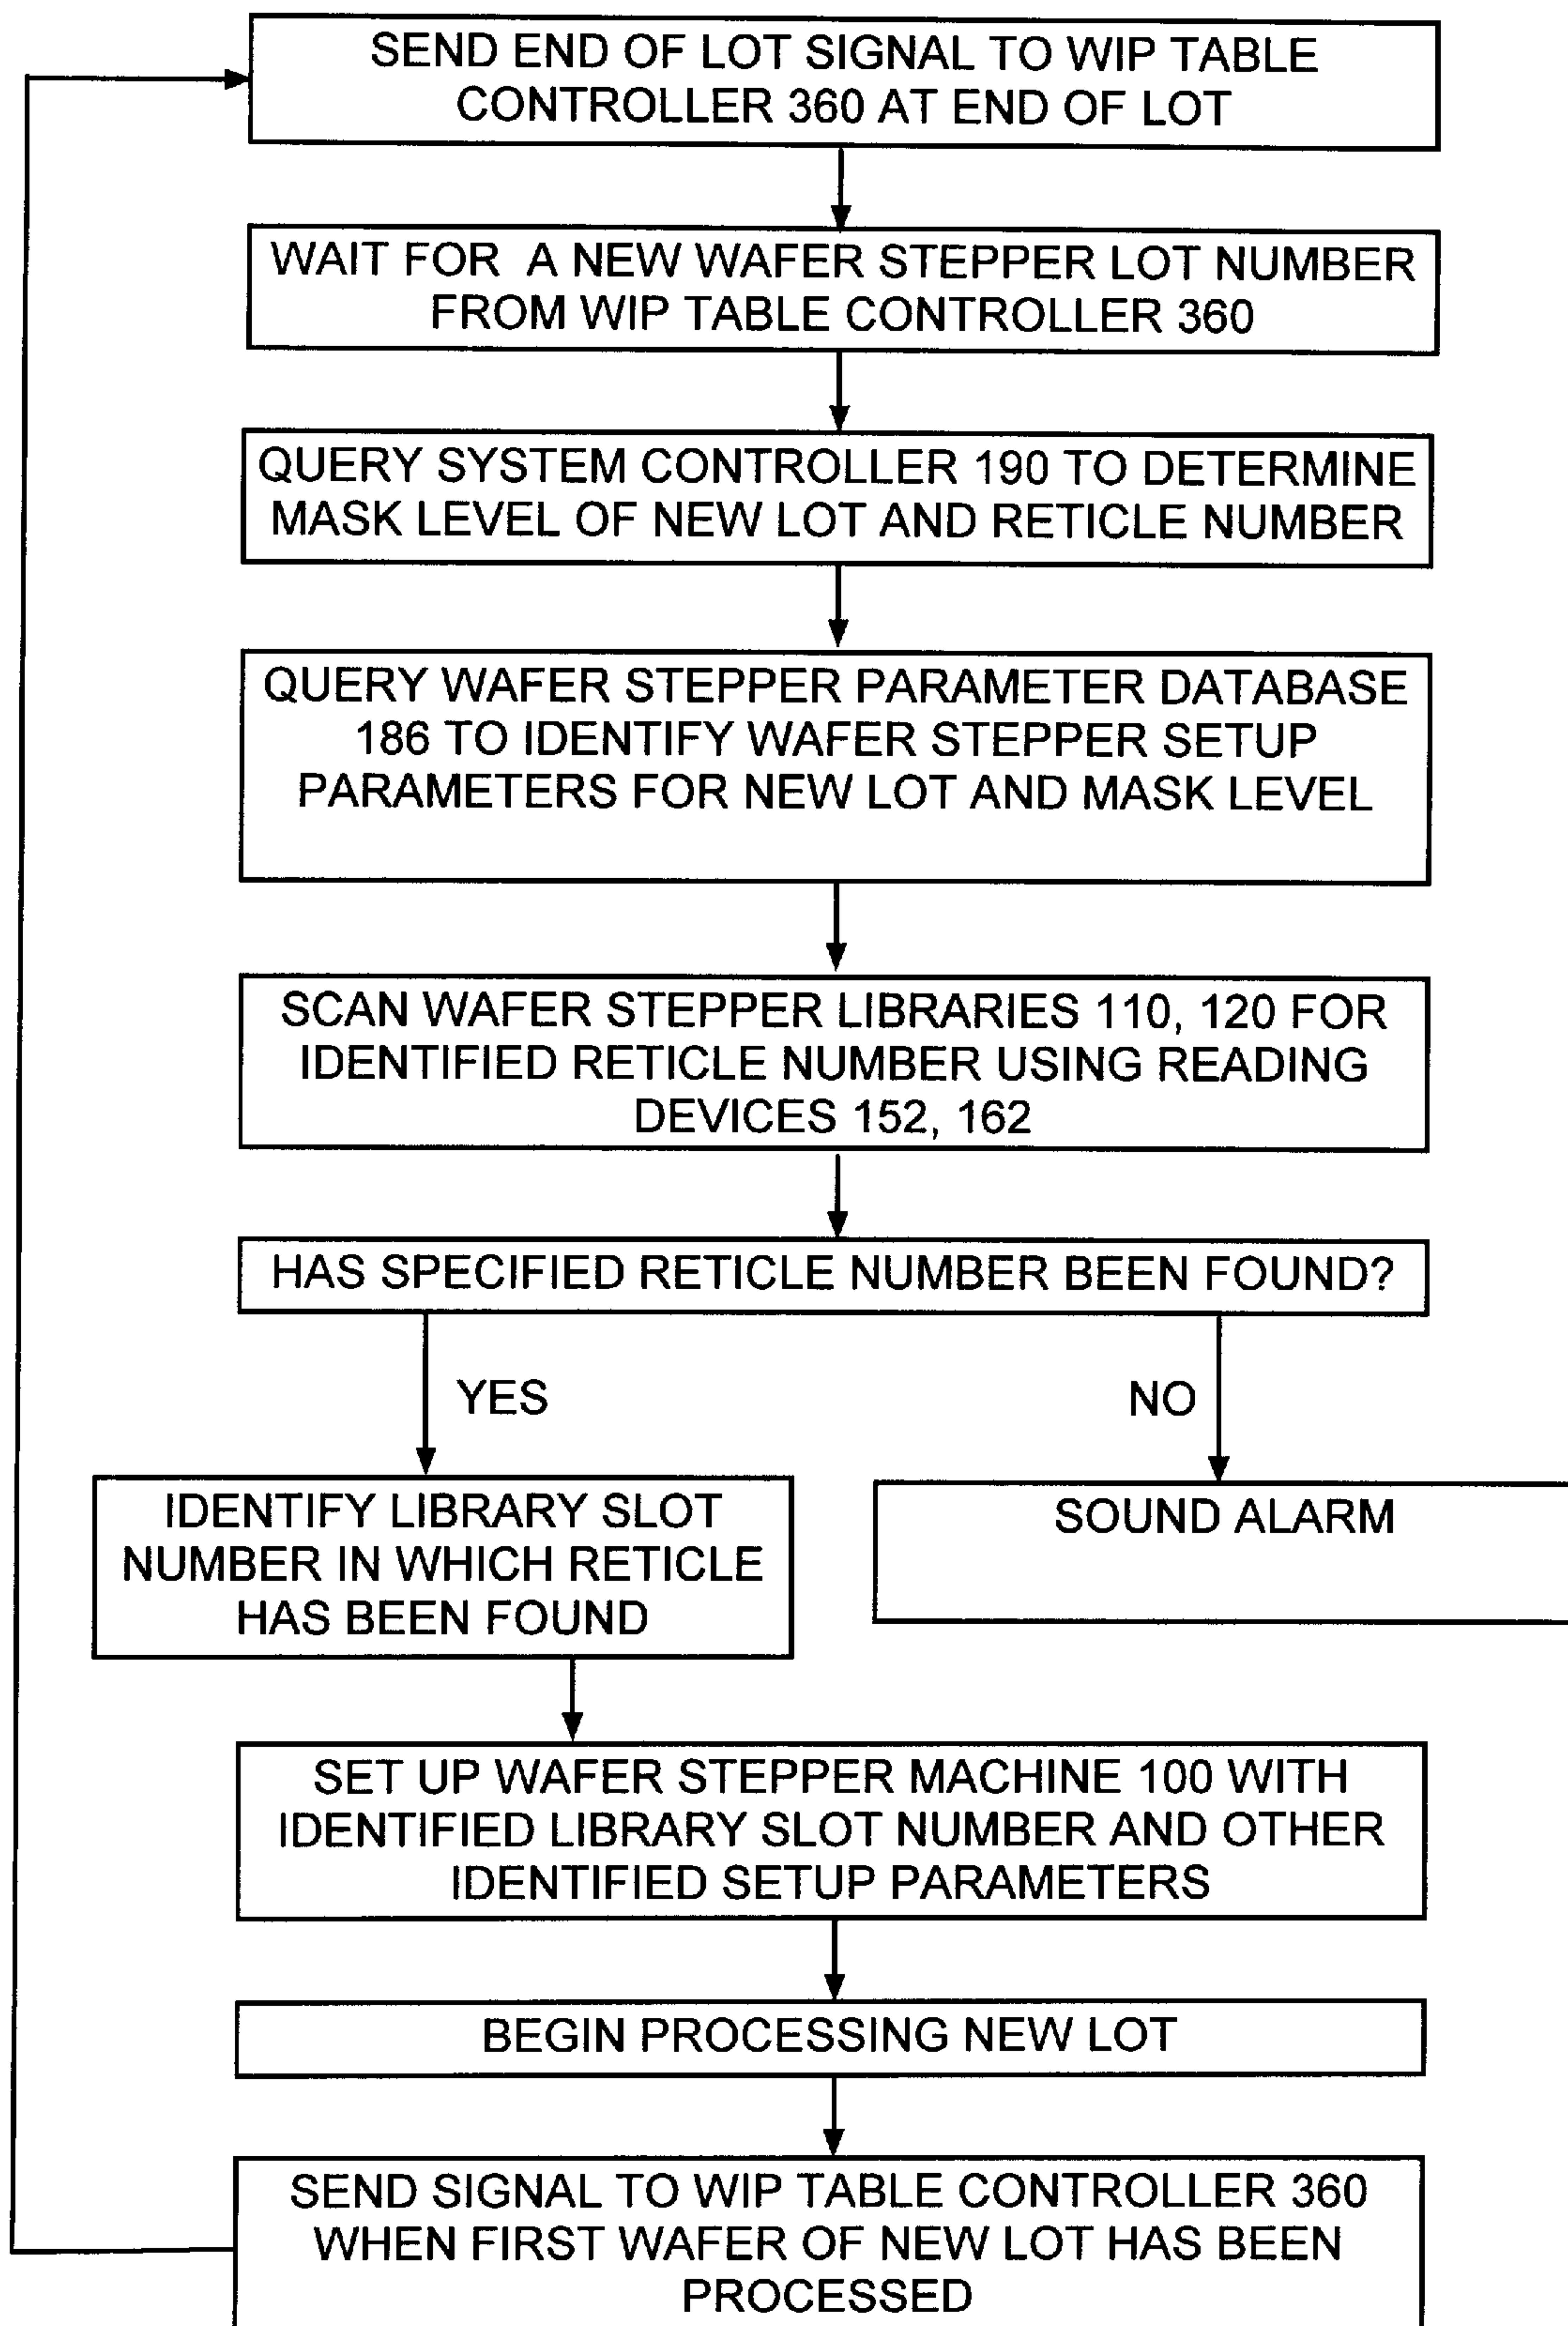 SEND END OF LOT SIGNAL TO WIP TABLE
CONTROLLER 360 AT END OF LOT
WAIT FOR A NEW WAFER STEPPER LOT NUMBER
FROM WIP TABLE CONTROLLER 360
QUERY SYSTEM CONTROLLER 190 TO DETERMINE
MASK LEVEL OF NEW LOT AND RETICLE NUMBER
QUERY WAFER STEPPER PARAMETER DATABASE
186 TO IDENTIFY WAFER STEPPER SETUP
PARAMETERS FOR NEW LOT AND MASK LEVEL
SCAN WAFER STEPPER LIBRARIES 110, 120 FOR
IDENTIFIED RETICLE NUMBER USING READING
DEVICES 152, 162
HAS SPECIFIED RETICLE NUMBER BEEN FOUND?
YES
NO
IDENTIFY LIBRARY SLOT
NUMBER IN WHICH RETICLE
HAS BEEN FOUND
SOUND ALARM
SET UP WAFER STEPPER MACHINE 100 WITH
IDENTIFIED LIBRARY SLOT NUMBER AND OTHER
IDENTIFIED SETUP PARAMETERS
BEGIN PROCESSING NEW LOT
SEND SIGNAL TO WIP TABLE CONTROLLER 360
WHEN FIRST WAFER OF NEW LOT HAS BEEN
PROCESSED